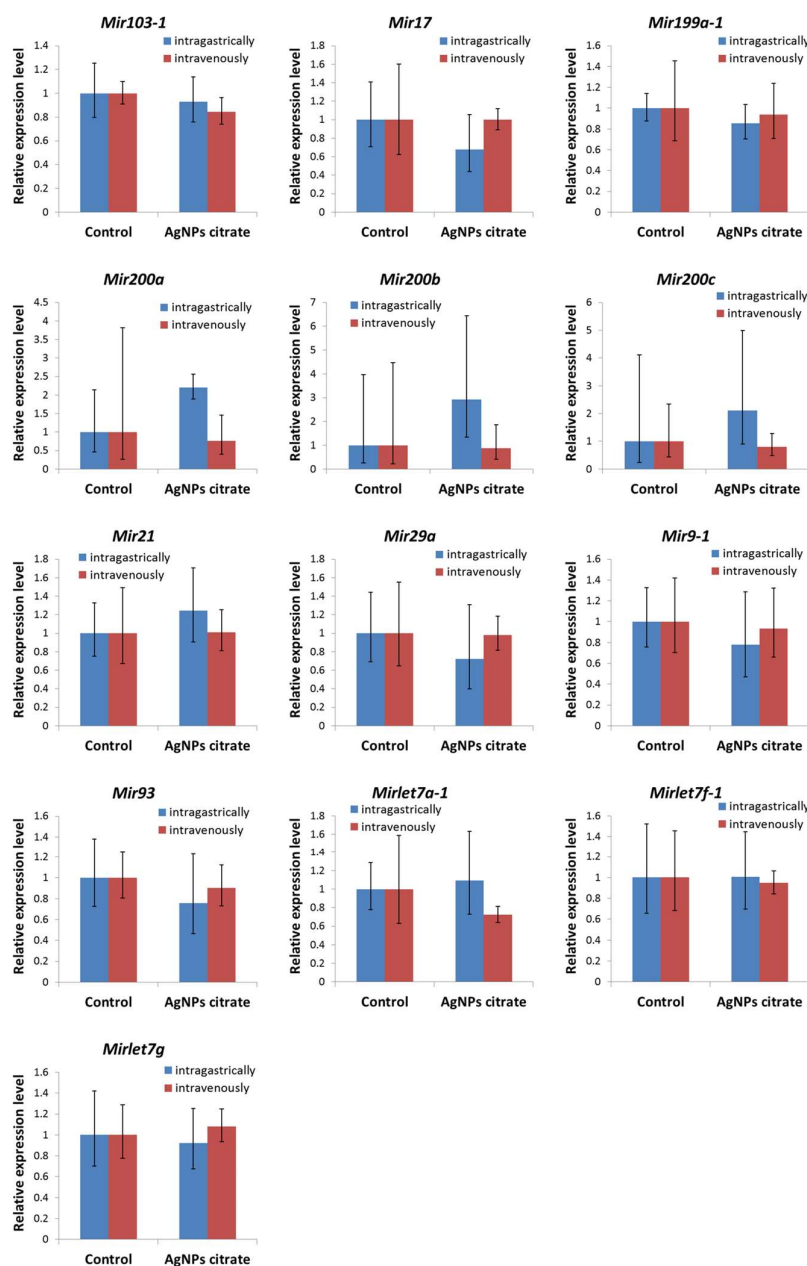 Mir103-1
Relative expression level
1.4
1.2
1
0.8
0.6
0.4
0.2
0
intragastrically
intravenously
Control
AgNPs citrate
Mir17
Relative expression level
1.8
1.6
1.4
1.2
1
0.8
0.6
0.4
0.2
0
intragastrically
intravenously
Control
AgNPs citrate
Mir199a-1
Relative expression level
1.6
1.4
1.2
1
0.8
0.6
0.4
0.2
0
intragastrically
intravenously
Control
AgNPs citrate
Mir200a
Relative expression level
4.5
4
3.5
3
2.5
2
1.5
1
0.5
0
intragastrically
intravenously
Control
AgNPs citrate
Mir200b
Relative expression level
7
6
5
4
3
2
1
0
intragastrically
intravenously
Control
AgNPs citrate
Mir200c
Relative expression level
6
5
4
3
2
1
0
intragastrically
intravenously
Control
AgNPs citrate
Mir21
Relative expression level
1.8
1.6
1.4
1.2
1
0.8
0.6
0.4
0.2
0
intragastrically
intravenously
Control
AgNPs citrate
Mir29a
Relative expression level
1.8
1.6
1.4
1.2
1
0.8
0.6
0.4
0.2
0
intragastrically
intravenously
Control
AgNPs citrate
Mir9-1
Relative expression level
1.6
1.4
1.2
1
0.8
0.6
0.4
0.2
0
intragastrically
intravenously
Control
AgNPs citrate
Mir93
Relative expression level
1.6
1.4
1.2
1
0.8
0.6
0.4
0.2
0
intragastrically
intravenously
Control
AgNPs citrate
Mirlet7a-1
Relative expression level
1.8
1.6
1.4
1.2
1
0.8
0.6
0.4
0.2
0
intragastrically
intravenously
Control
AgNPs citrate
Mirlet7f-1
Relative expression level
1.6
1.4
1.2
1
0.8
0.6
0.4
0.2
0
intragastrically
intravenously
Control
AgNPs citrate
Mirlet7g
Relative expression level
1.6
1.4
1.2
1
0.8
0.6
0.4
0.2
0
intragastrically
intravenously
Control
AgNPs citrate